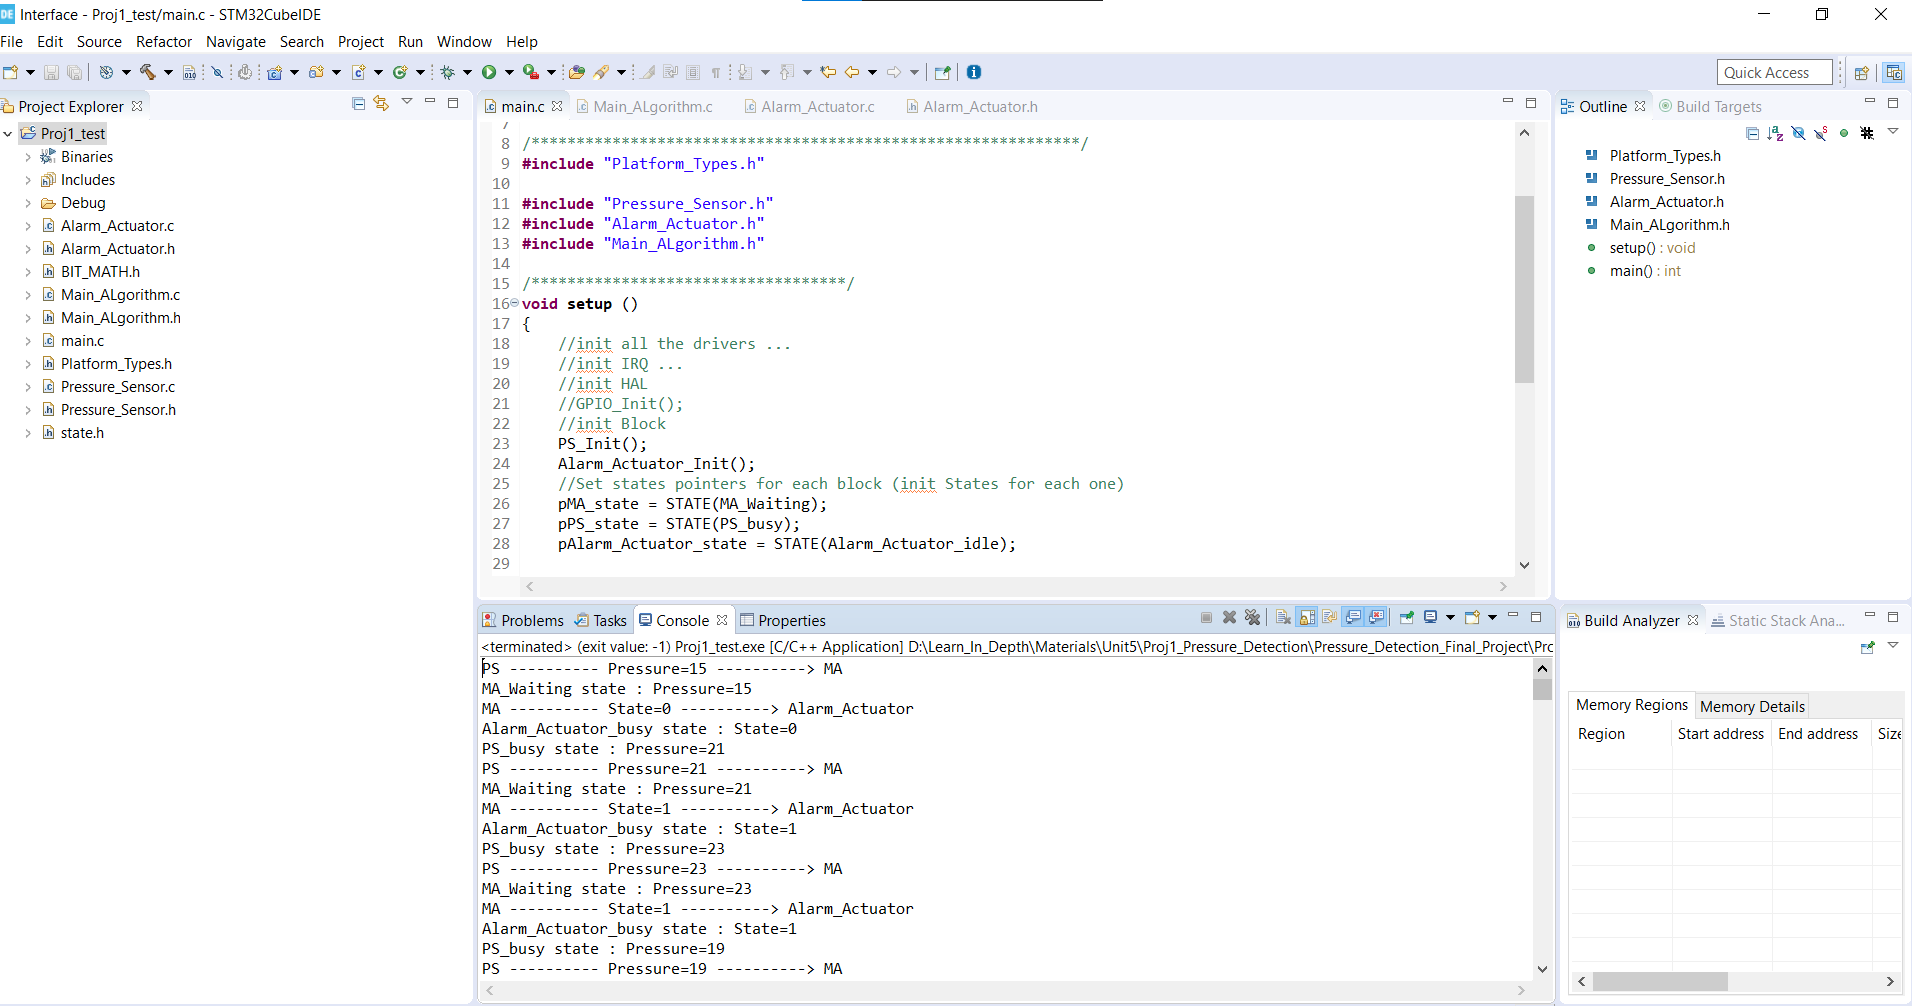 Interface - Proj1_test/main.c - STM32CubeIDE
File Edit Source Refactor Navigate Search Project Run Window Help
Quick Access
Project Explorer
Proj1_test
Binaries
Includes
Debug
Alarm_Actuator.c
Alarm_Actuator.h
BIT_MATH.h
Main_ALgorithm.c
Main_ALgorithm.h
main.c
Platform_Types.h
Pressure_Sensor.c
Pressure_Sensor.h
state.h
main.c Main_ALgorithm.c Alarm_Actuator.c Alarm_Actuator.h
7
8 /*************************************************************/
9 #include "Platform_Types.h"
10
11 #include "Pressure_Sensor.h"
12 #include "Alarm_Actuator.h"
13 #include "Main_ALgorithm.h"
14
15 /***********************************/
16 void setup ()
17 {
18 //init all the drivers ...
19 //init IRQ ...
20 //init HAL
21 //GPIO_Init();
22 //init Block
23 PS_Init();
24 Alarm_Actuator_Init();
25 //Set states pointers for each block (init States for each one)
26 pMA_state = STATE(MA_Waiting);
27 pPS_state = STATE(PS_busy);
28 pAlarm_Actuator_state = STATE(Alarm_Actuator_idle);
29
Outline Build Targets
Platform_Types.h
Pressure_Sensor.h
Alarm_Actuator.h
Main_ALgorithm.h
setup() : void
main() : int
Problems Tasks Console Properties
<terminated> (exit value: -1) Proj1_test.exe [C/C++ Application] D:\Learn_In_Depth\Materials\Unit5\Proj1_Pressure_Detection\Pressure_Detection_Final_Project\Prc
PS ---------- Pressure=15 ----------> MA
MA_Waiting state : Pressure=15
MA ---------- State=0 ----------> Alarm_Actuator
Alarm_Actuator_busy state : State=0
PS_busy state : Pressure=21
PS ---------- Pressure=21 ----------> MA
MA_Waiting state : Pressure=21
MA ---------- State=1 ----------> Alarm_Actuator
Alarm_Actuator_busy state : State=1
PS_busy state : Pressure=23
PS ---------- Pressure=23 ----------> MA
MA_Waiting state : Pressure=23
MA ---------- State=1 ----------> Alarm_Actuator
Alarm_Actuator_busy state : State=1
PS_busy state : Pressure=19
PS ---------- Pressure=19 ----------> MA
Build Analyzer Static Stack Ana...
Memory Regions Memory Details
Region Start address End address Size